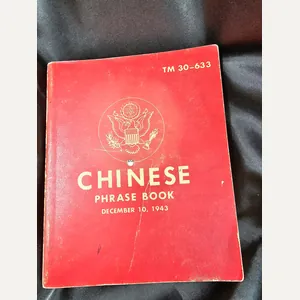 TM 30-633
CHINESE
PHRASE BOOK
DECEMBER 10, 1943